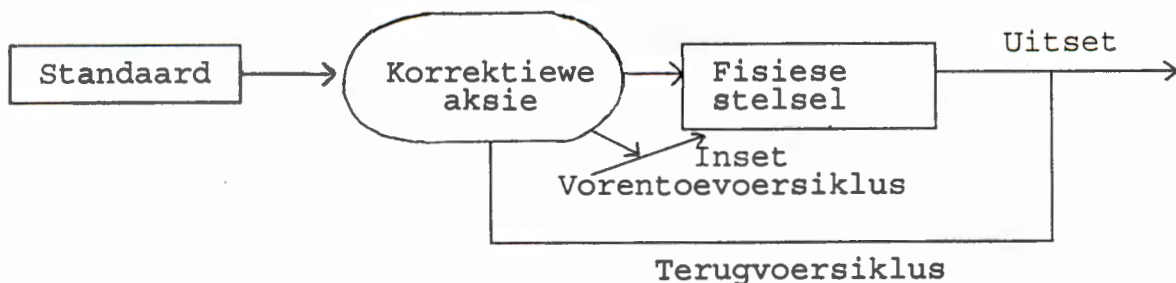 Uitset
Standaard
Korrektiewe
aksie
Fisiese
stelsel
Inset
Vorentoevoersiklus
Terugvoersiklus